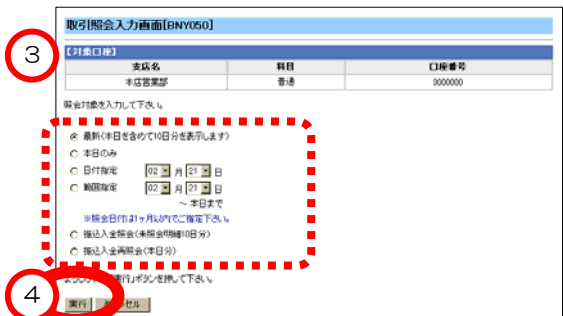 取引照会入力画面[BNY050]
③
【対象口座】
支店名 科目 口座番号
本店営業部 普通 3000000
照会対象を入力して下さい。
最新(本日を含めて10日分を表示します)
本日のみ
日付指定 02 月 21 日
範囲指定 02 月 21 日
～本日まで
※照会日付は1ヶ月以内でご指定下さい。
振込入金照会(未照会明細10日分)
振込入金再照会(本日分)
実行」ボタンを押して下さい。
④
実行 セル